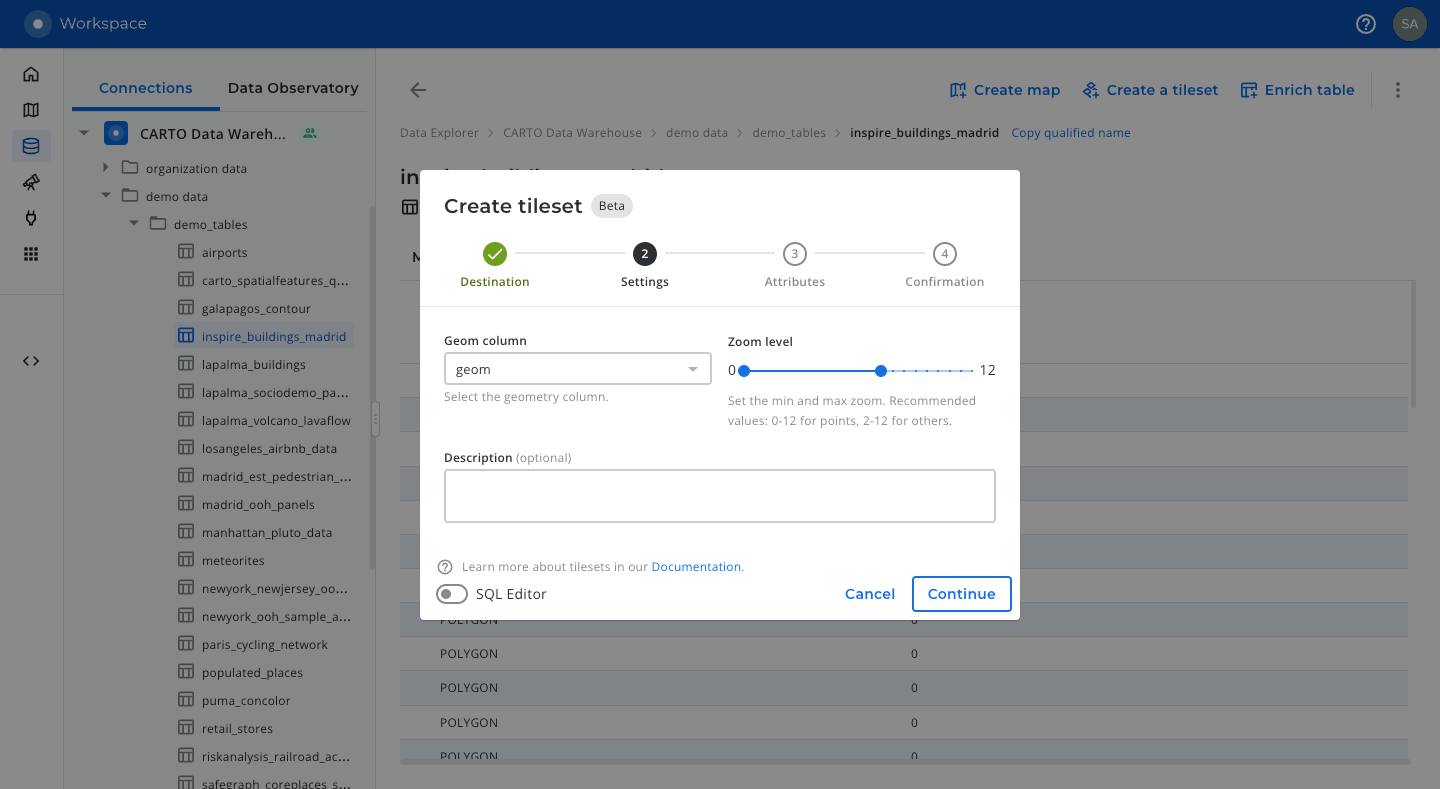 Workspace
SA
Connections
Data Observatory
CARTO Data Wareh...
organization data
demo data
demo_tables
airports
carto_spatialfeatures_q...
galapagos_contour
inspire_buildings_madrid
lapalma_buildings
lapalma_sociodemo_pa...
lapalma_volcano_lavaflow
losangeles_airbnb_data
madrid_est_pedestrian_...
madrid_ooh_panels
manhattan_pluto_data
meteorites
newyork_newjersey_oo...
newyork_ooh_sample_a...
paris_cycling_network
populated_places
puma_concolor
retail_stores
riskanalysis_railroad_ac...
safegraph_coreplaces_s...
Create map
Create a tileset
Enrich table
Data Explorer > CARTO Data Warehouse > demo data > demo_tables > inspire_buildings_madrid Copy qualified name
Create tileset Beta
Destination
2 Settings
3 Attributes
4 Confirmation
Geom column
geom
Select the geometry column.
Zoom level
0 12
Set the min and max zoom. Recommended
values: 0-12 for points, 2-12 for others.
Description (optional)
Learn more about tilesets in our Documentation.
SQL Editor
Cancel
Continue
POLYGON 0
POLYGON 0
POLYGON 0
POLYGON 0
POLYGON 0